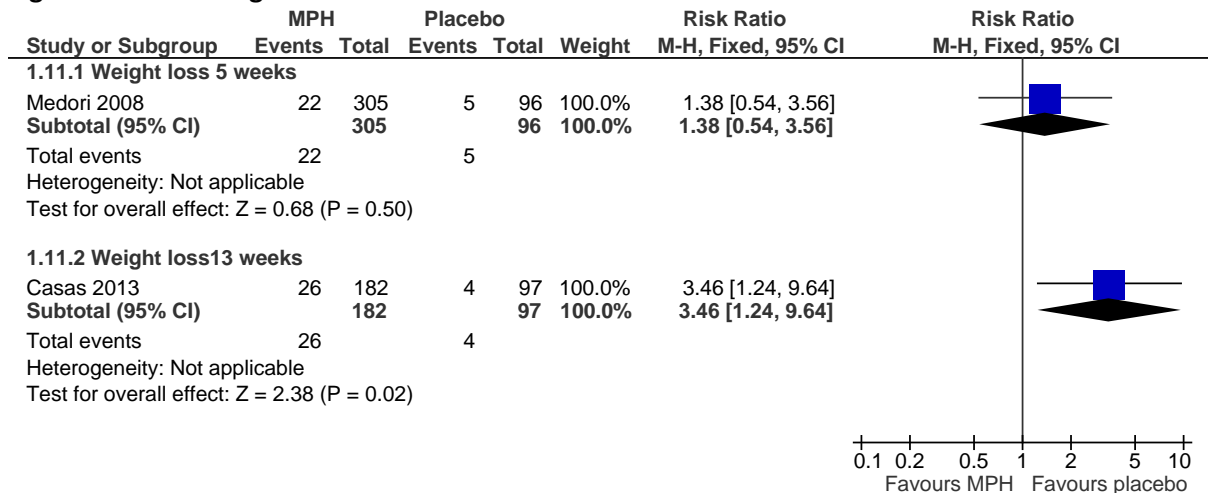 MPH Placebo Risk Ratio Risk Ratio
Study or Subgroup Events Total Events Total Weight M-H, Fixed, 95% CI M-H, Fixed, 95% CI
1.11.1 Weight loss 5 weeks
Medori 2008 22 305 5 96 100.0% 1.38 [0.54, 3.56]
Subtotal (95% CI) 305 96 100.0% 1.38 [0.54, 3.56]
Total events 22 5
Heterogeneity: Not applicable
Test for overall effect: Z = 0.68 (P = 0.50)
1.11.2 Weight loss13 weeks
Casas 2013 26 182 4 97 100.0% 3.46 [1.24, 9.64]
Subtotal (95% CI) 182 97 100.0% 3.46 [1.24, 9.64]
Total events 26 4
Heterogeneity: Not applicable
Test for overall effect: Z = 2.38 (P = 0.02)
0.1 0.2 0.5 1 2 5 10
Favours MPH Favours placebo